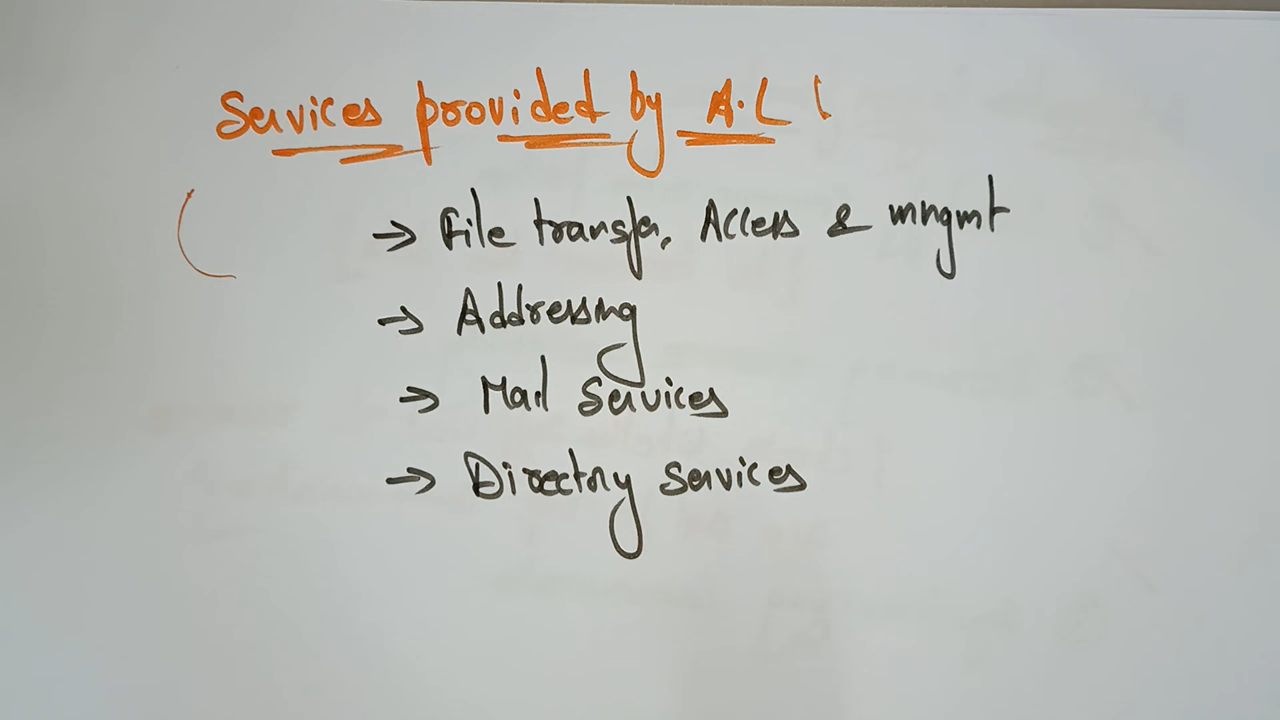 Services provided by A.L (
→ File transfer, Access & mngmt
→ Addressing
→ Mail Services
→ Directory services